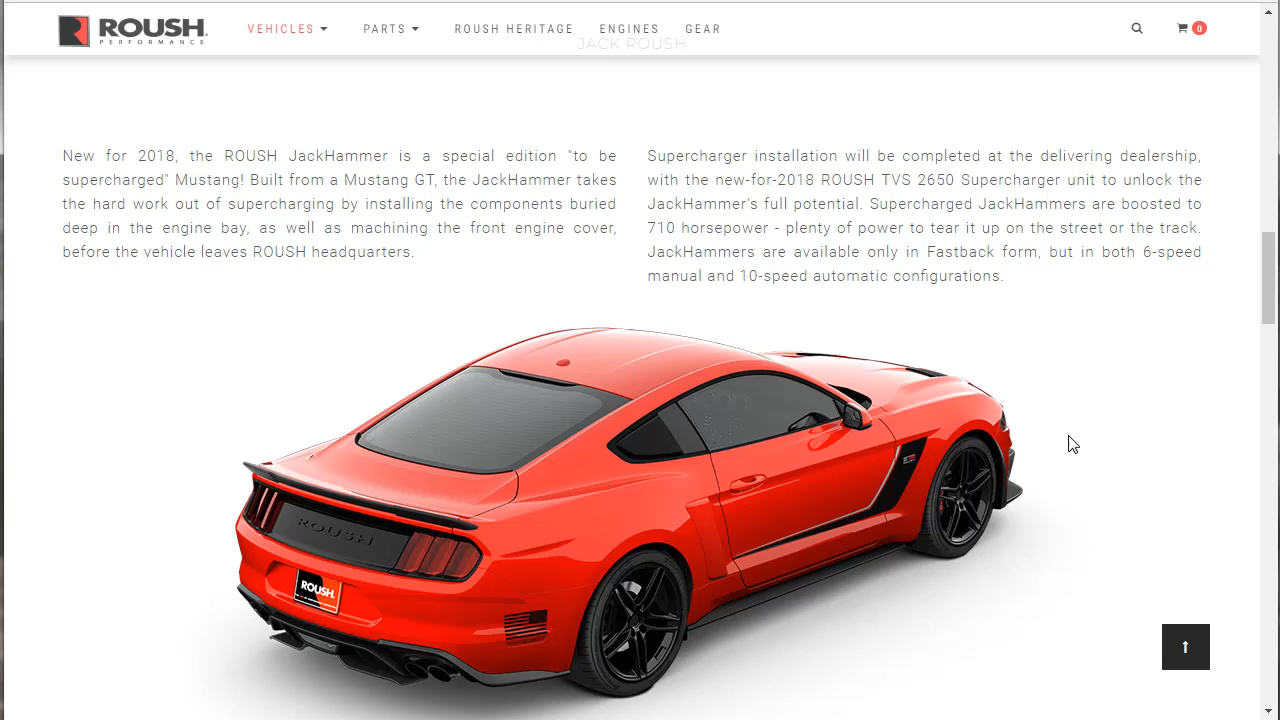 ROUSH
PERFORMANCE
VEHICLES
PARTS
ROUSH HERITAGE
ENGINES
GEAR
0
JACK ROUSH
New for 2018, the ROUSH JackHammer is a special edition "to be
supercharged" Mustang! Built from a Mustang GT, the JackHammer takes
the hard work out of supercharging by installing the components buried
deep in the engine bay, as well as machining the front engine cover,
before the vehicle leaves ROUSH headquarters.
Supercharger installation will be completed at the delivering dealership,
with the new-for-2018 ROUSH TVS 2650 Supercharger unit to unlock the
JackHammer's full potential. Supercharged JackHammers are boosted to
710 horsepower - plenty of power to tear it up on the street or the track.
JackHammers are available only in Fastback form, but in both 6-speed
manual and 10-speed automatic configurations.
ROUSH
ROUSH